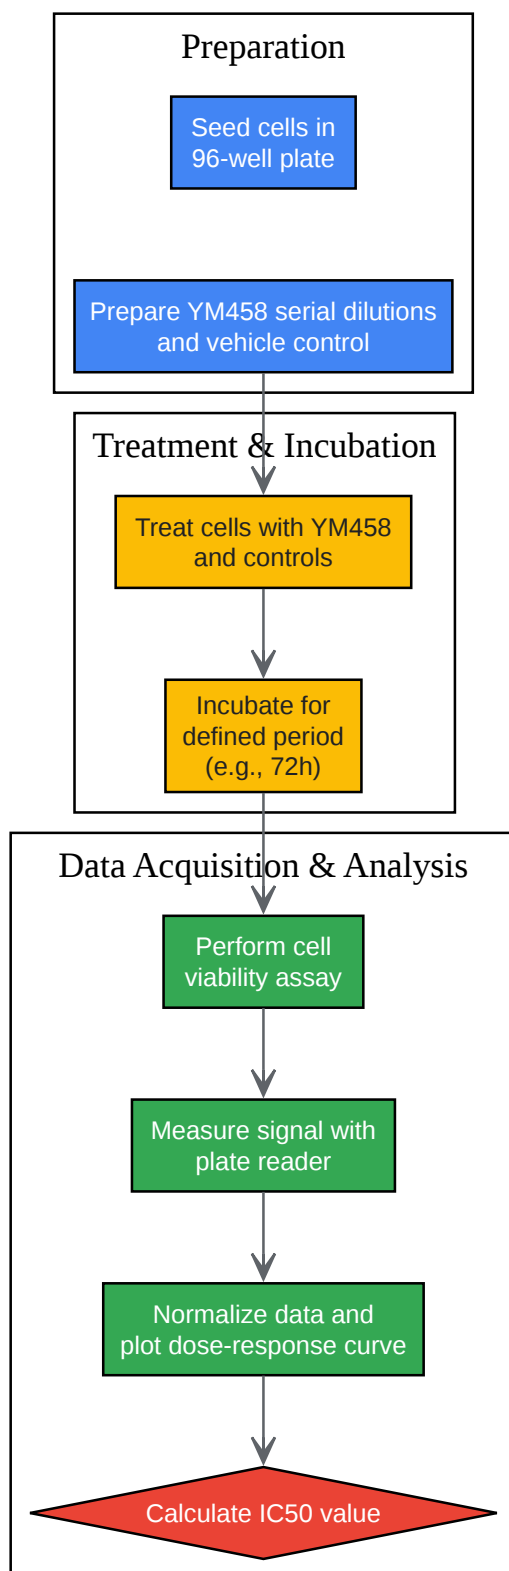 Preparation
Seed cells in
96-well plate
Prepare YM458 serial dilutions
and vehicle control
Treatment & Incubation
Treat cells with YM458
and controls
Incubate for
defined period
(e.g., 72h)
Data Acquisition & Analysis
Perform cell
viability assay
Measure signal with
plate reader
Normalize data and
plot dose-response curve
Calculate IC50 value